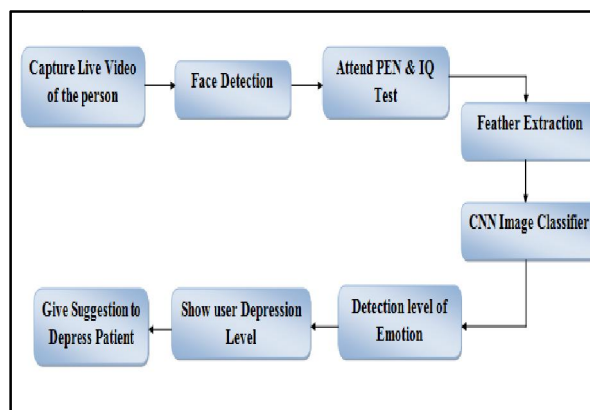 Capture Live Video
of the person
Face Detection
Attend PEN & IQ
Test
Feather Extraction
CNN Image Classifier
Detection level of
Emotion
Show user Depression
Level
Give Suggestion to
Depress Patient